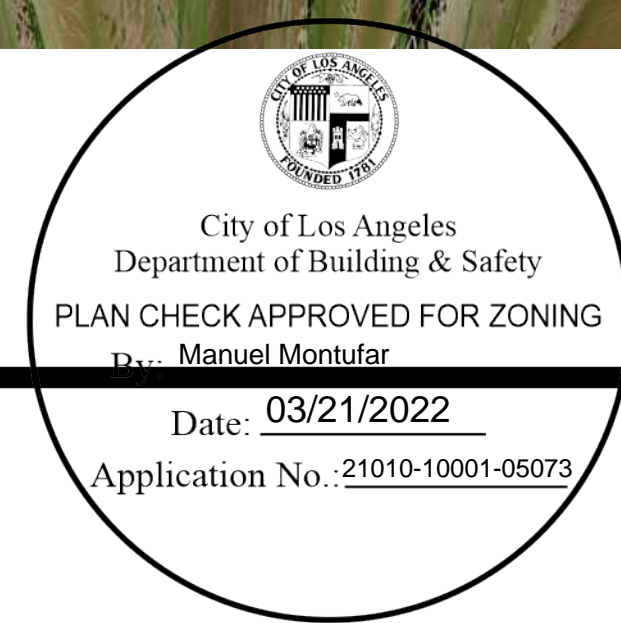 CITY OF LOS ANGELES
FOUNDED 1781
City of Los Angeles
Department of Building & Safety
PLAN CHECK APPROVED FOR ZONING
By: Manuel Montufar
Date: 03/21/2022
Application No.: 21010-10001-05073